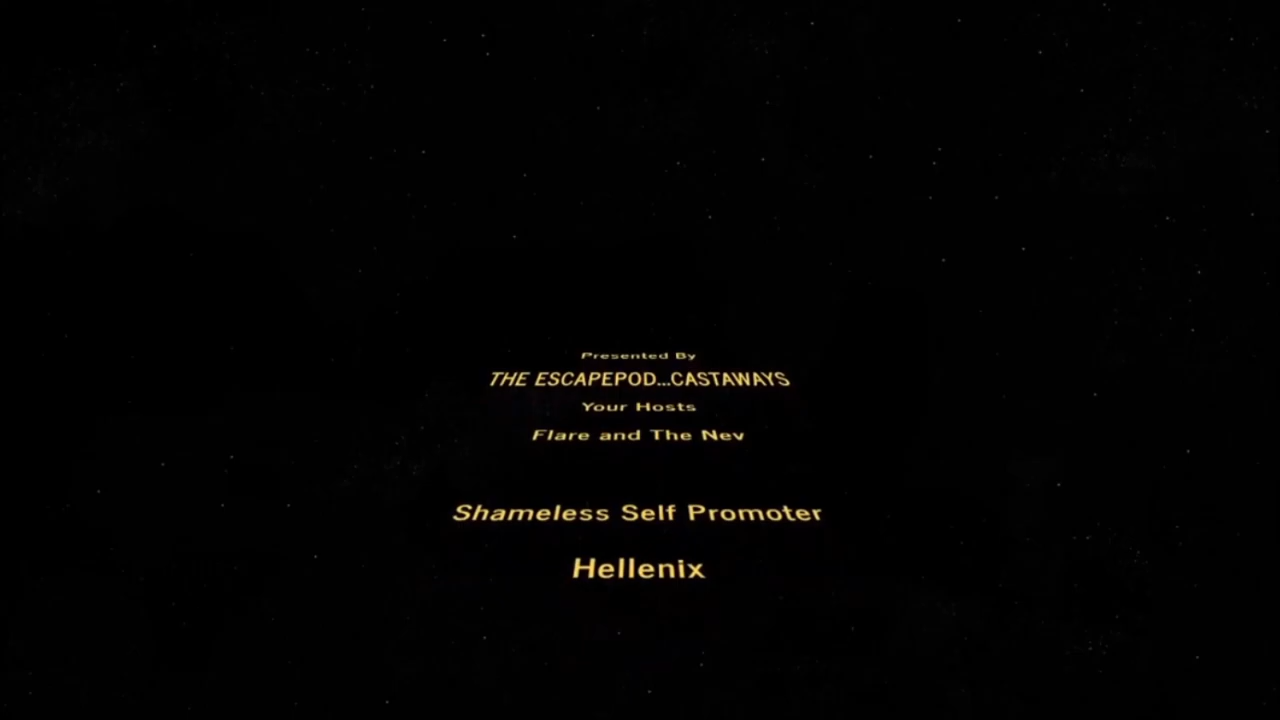 Presented By
THE ESCAPEPOD...CASTAWAYS
Your Hosts
Flare and The Nev
Shameless Self Promoter
Hellenix